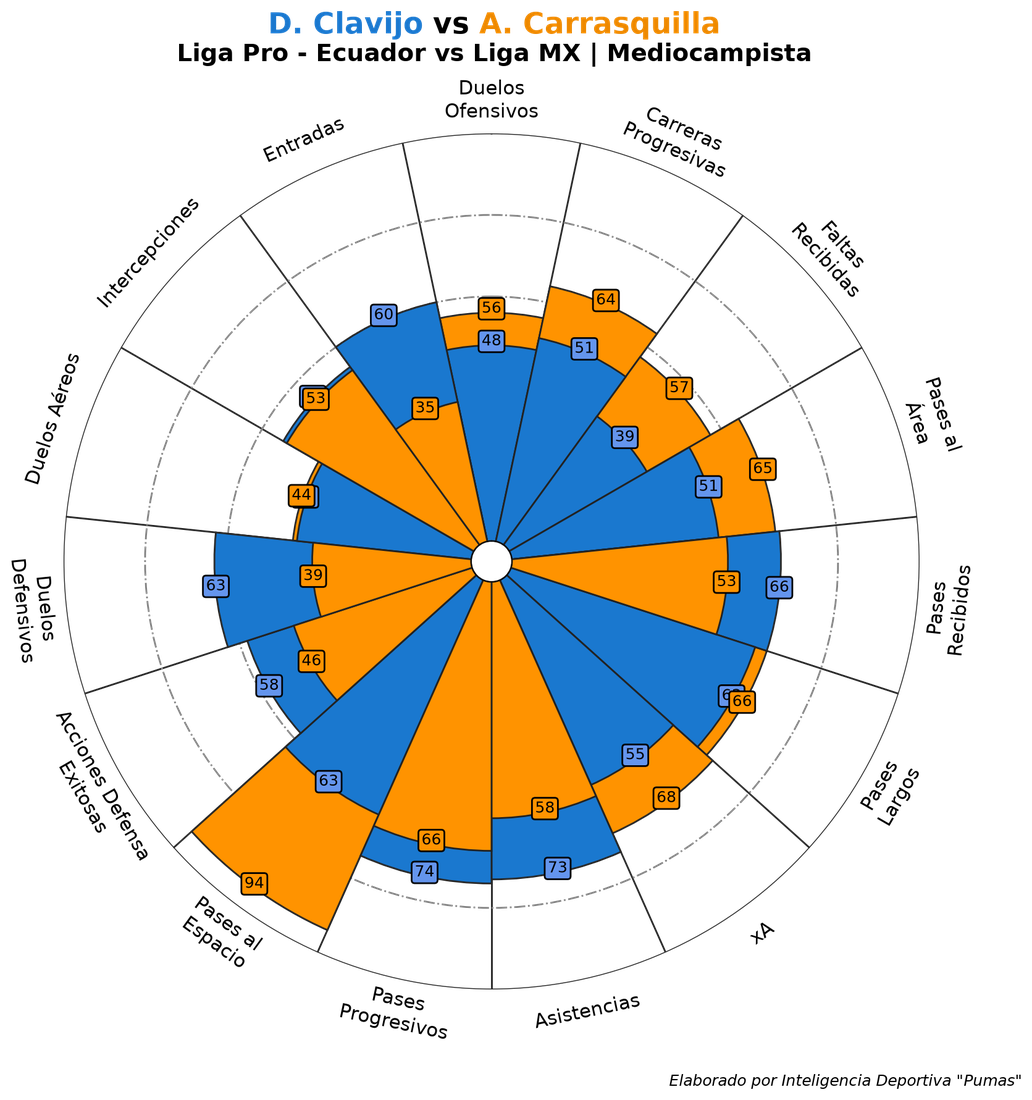 D. Clavijo vs A. Carrasquilla
Liga Pro - Ecuador vs Liga MX | Mediocampista
Duelos
Ofensivos
56
48
Carreras
Progresivas
64
51
Faltas
Recibidas
57
39
Pases al
Área
65
51
Pases
Recibidos
53
66
Pases
Largos
66
xA
55
68
Asistencias
58
73
Pases
Progresivos
66
74
Pases al
Espacio
63
94
Acciones Defensa
Exitosas
46
58
Duelos
Defensivos
63
39
Duelos Aéreos
44
Intercepciones
53
Entradas
60
35
Elaborado por Inteligencia Deportiva "Pumas"